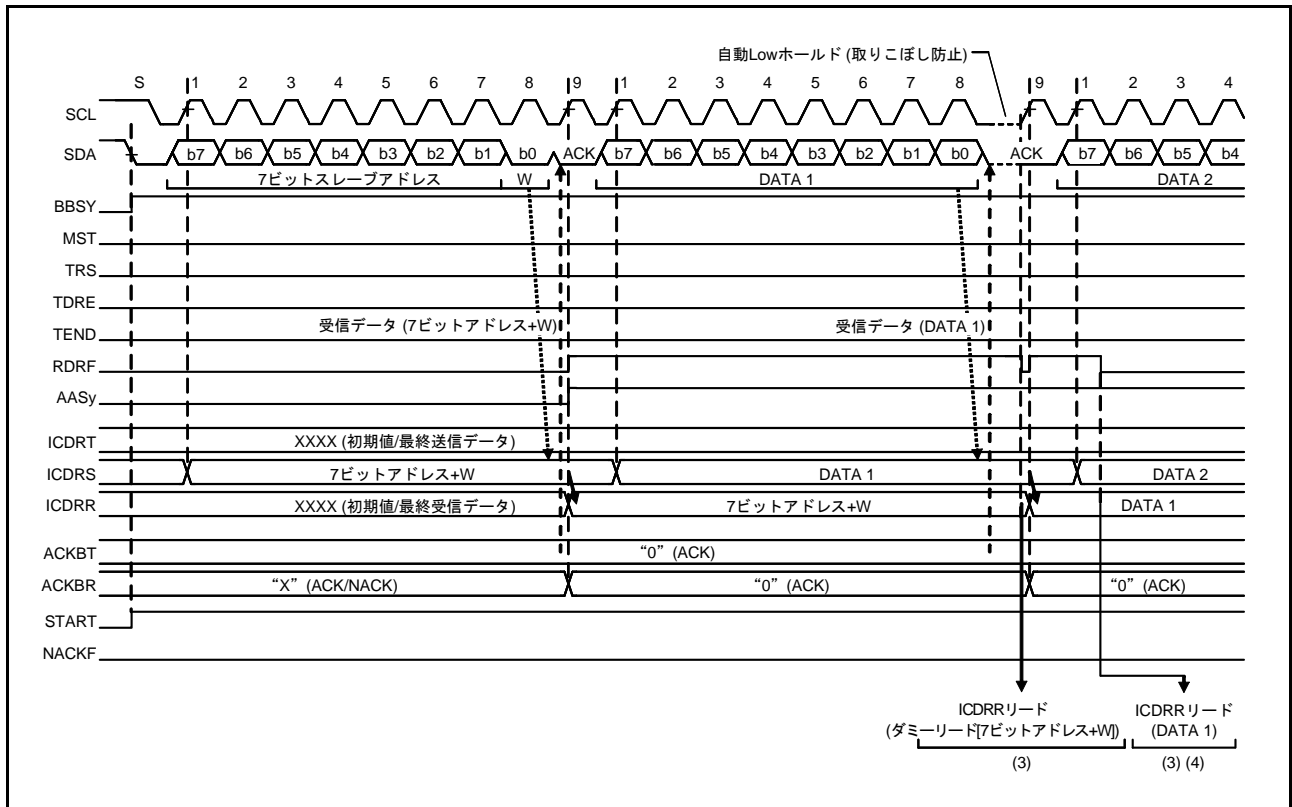 自動Lowホールド (取りこぼし防止)
S 1 2 3 4 5 6 7 8 9 1 2 3 4 5 6 7 8 9 1 2 3 4
SCL
SDA b7 b6 b5 b4 b3 b2 b1 b0 ACK b7 b6 b5 b4 b3 b2 b1 b0 ACK b7 b6 b5 b4
7ビットスレーブアドレス W DATA 1 DATA 2
BBSY
MST
TRS
TDRE
受信データ (7ビットアドレス+W) 受信データ (DATA 1)
TEND
RDRF
AASy
ICDRT XXXX (初期値/最終送信データ)
ICDRS 7ビットアドレス+W DATA 1 DATA 2
ICDRR XXXX (初期値/最終受信データ) 7ビットアドレス+W DATA 1
ACKBT “0” (ACK)
ACKBR “X” (ACK/NACK) “0” (ACK) “0” (ACK)
START
NACKF
ICDRRリード ICDRRリード
(ダミーリード[7ビットアドレス+W]) (DATA 1)
(3) (3) (4)